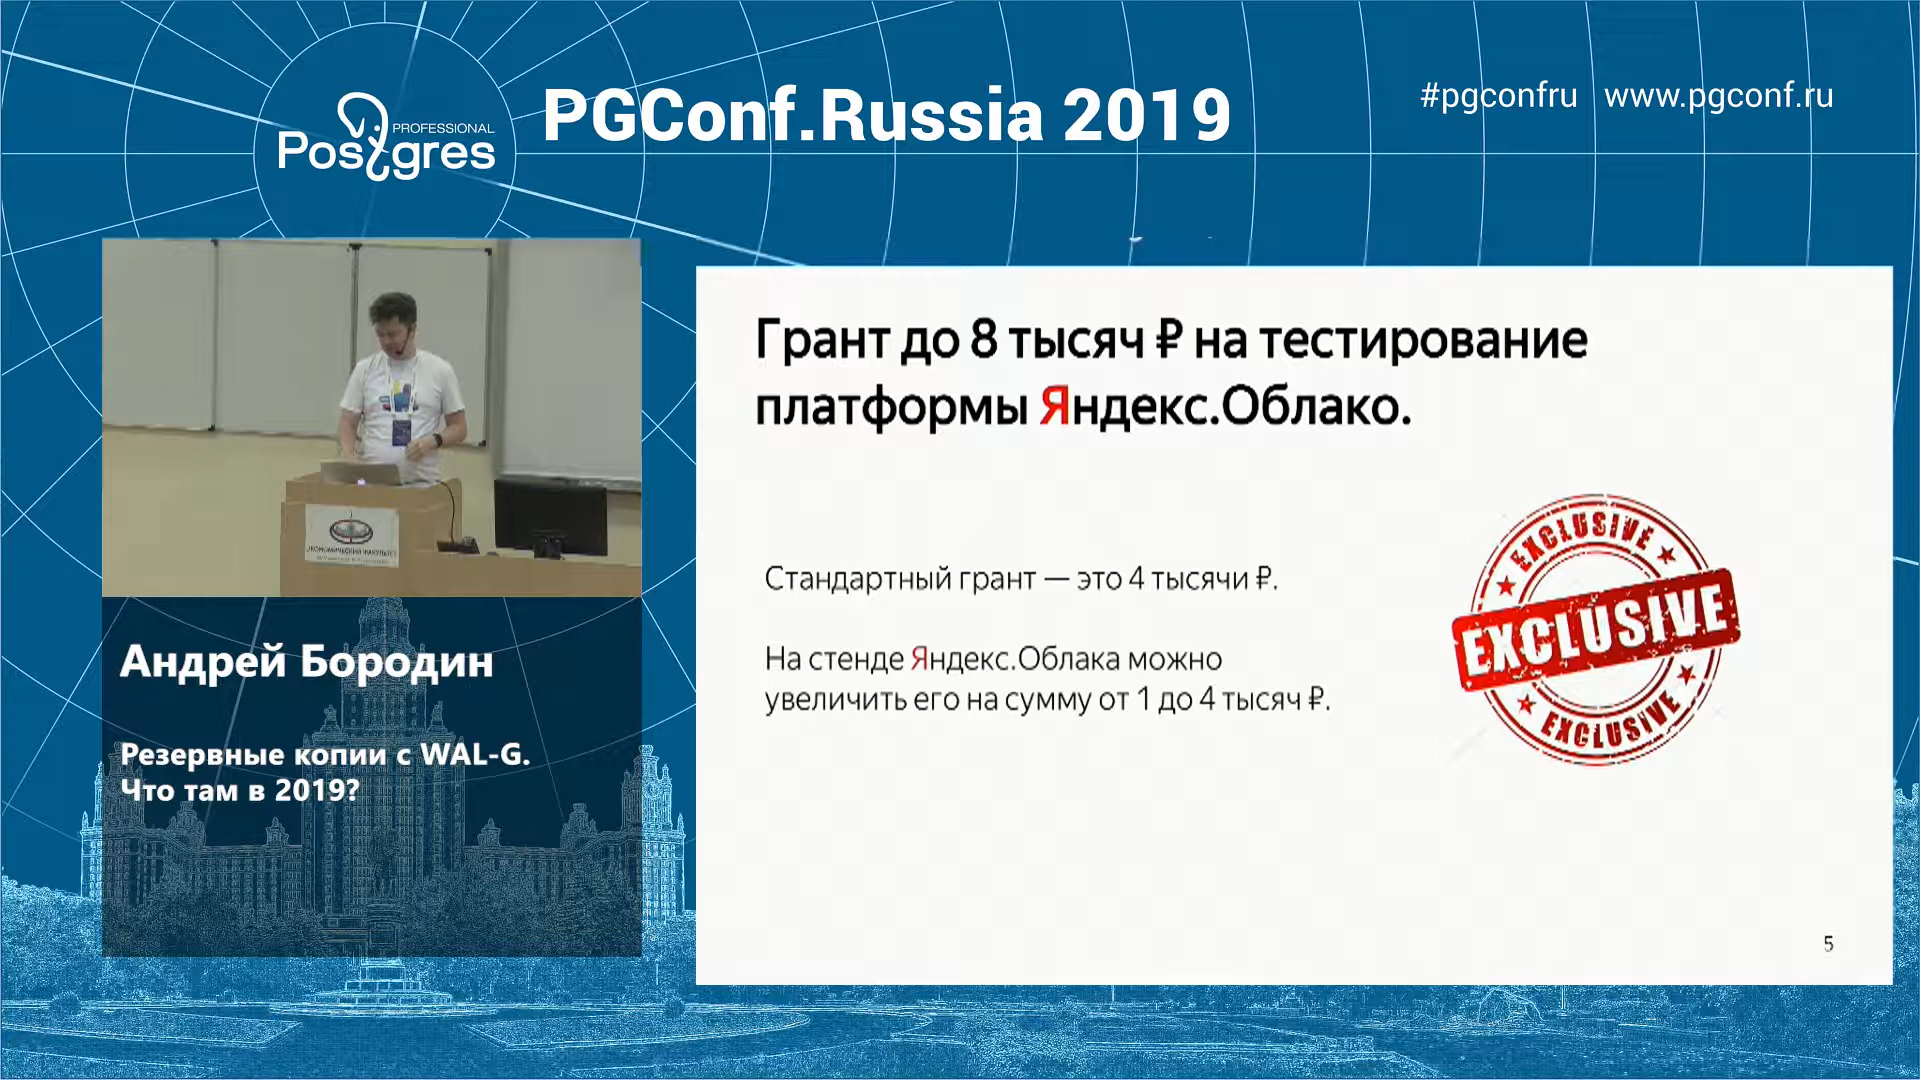 PROFESSIONAL
Postgres
PGConf.Russia 2019
#pgconfru www.pgconf.ru
ЭКОНОМИЧЕСКИЙ ФАКУЛЬТЕТ
Андрей Бородин
Резервные копии с WAL-G.
Что там в 2019?
Грант до 8 тысяч ₽ на тестирование
платформы Яндекс.Облако.
Стандартный грант — это 4 тысячи ₽.
На стенде Яндекс.Облака можно
увеличить его на сумму от 1 до 4 тысяч ₽.
EXCLUSIVE
EXCLUSIVE
EXCLUSIVE
5